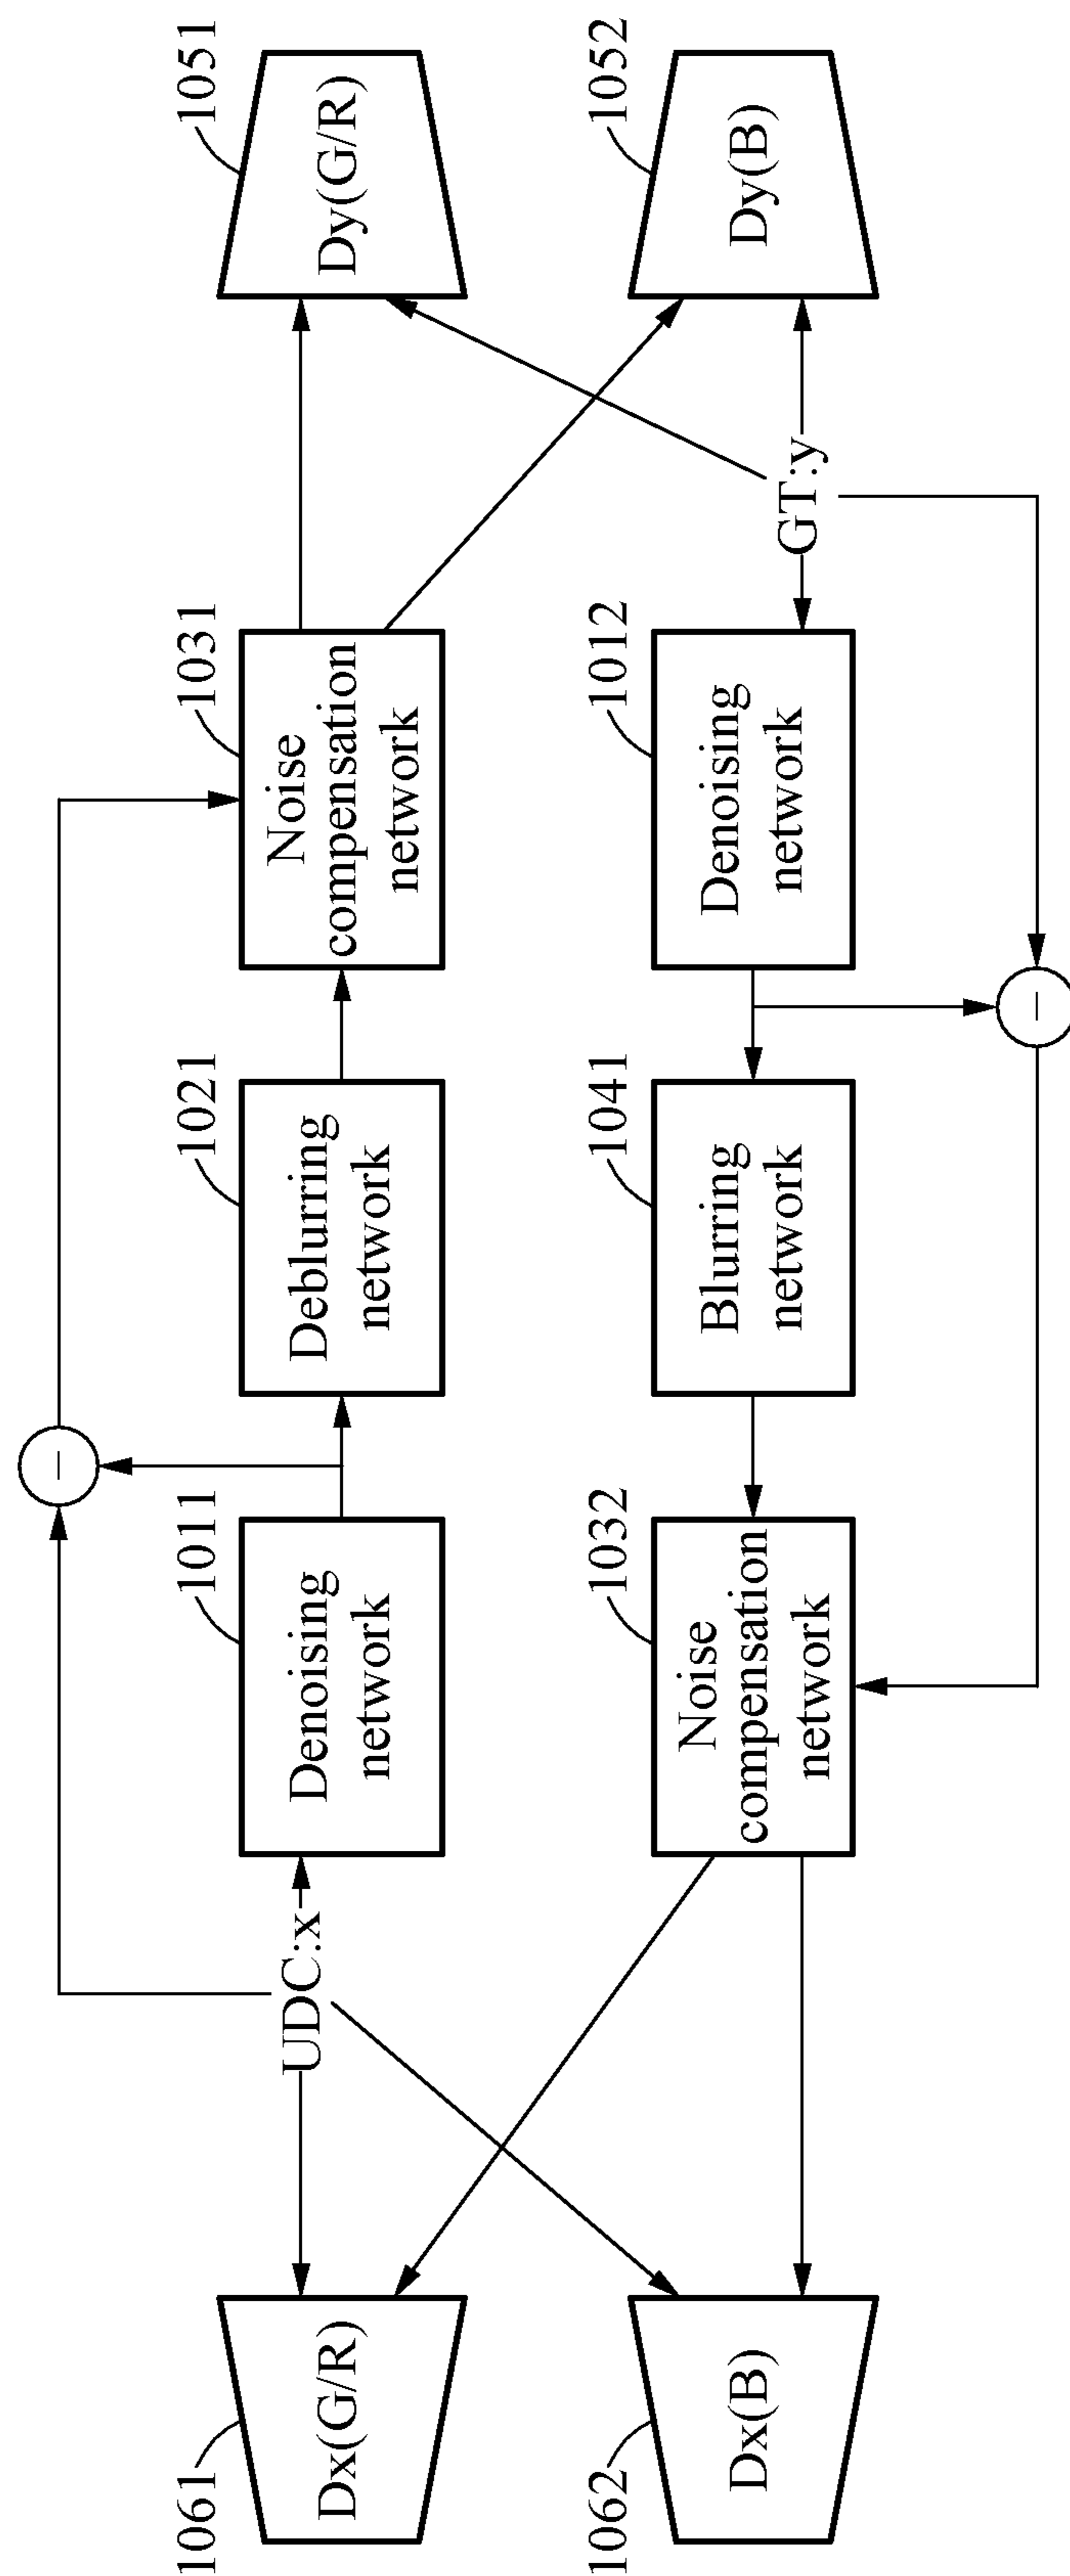 1061
Dx(G/R)
UDC:x
1011
Denoising
network
–
1021
Deblurring
network
1031
Noise
compensation
network
1051
Dy(G/R)
1062
Dx(B)
1032
Noise
compensation
network
1041
Blurring
network
1012
Denoising
network
–
GT:y
1052
Dy(B)